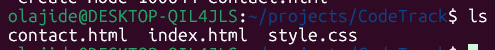 olajide@DESKTOP-QIL4JLS:~/projects/CodeTrack$ ls
contact.html  index.html  style.css